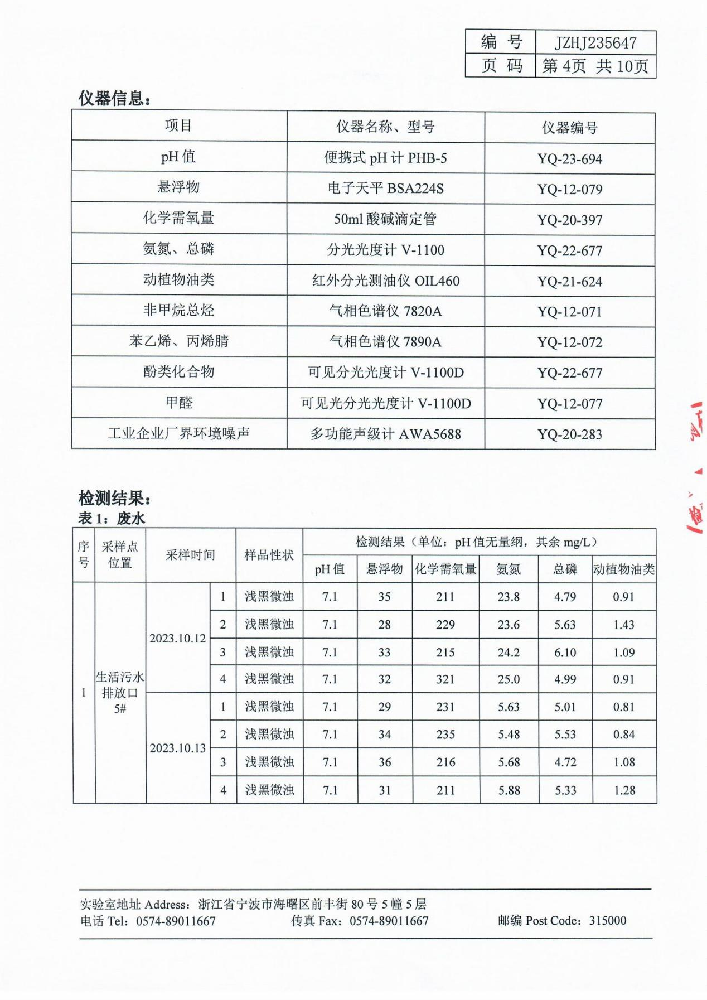 编 号 JZHJ235647
页 码 第 4页 共 10页
仪器信息：
项目 仪器名称、型号 仪器编号
pH 值 便携式 pH 计 PHB-5 YQ-23-694
悬浮物 电子天平 BSA224S YQ-12-079
化学需氧量 50ml 酸碱滴定管 YQ-20-397
氨氮、总磷 分光光度计 V-1100 YQ-22-677
动植物油类 红外分光测油仪 OIL460 YQ-21-624
非甲烷总烃 气相色谱仪 7820A YQ-12-071
苯乙烯、丙烯腈 气相色谱仪 7890A YQ-12-072
酚类化合物 可见分光光度计 V-1100D YQ-22-677
甲醛 可见光分光光度计 V-1100D YQ-12-077
工业企业厂界环境噪声 多功能声级计 AWA5688 YQ-20-283
检测结果：
表 1：废水
序号 采样点位置 采样时间 样品性状 检测结果（单位：pH 值无量纲，其余 mg/L）
pH 值 悬浮物 化学需氧量 氨氮 总磷 动植物油类
1 生活污水排放口 5#
2023.10.12
1 浅黑微浊 7.1 35 211 23.8 4.79 0.91
2 浅黑微浊 7.1 28 229 23.6 5.63 1.43
3 浅黑微浊 7.1 33 215 24.2 6.10 1.09
4 浅黑微浊 7.1 32 321 25.0 4.99 0.91
2023.10.13
1 浅黑微浊 7.1 29 231 5.63 5.01 0.81
2 浅黑微浊 7.1 34 235 5.48 5.53 0.84
3 浅黑微浊 7.1 36 216 5.68 4.72 1.08
4 浅黑微浊 7.1 31 211 5.88 5.33 1.28
实验室地址 Address：浙江省宁波市海曙区前丰街 80 号 5 幢 5 层
电话 Tel：0574-89011667 传真 Fax：0574-89011667 邮编 Post Code：315000